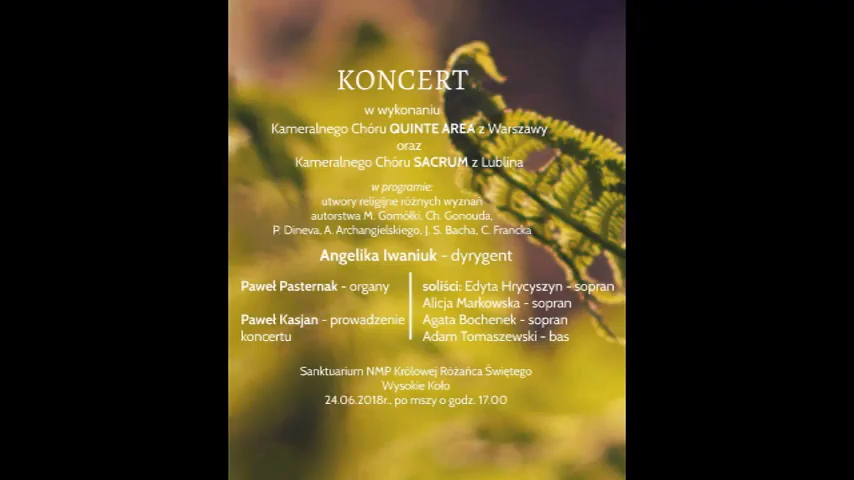 KONCERT
w wykonaniu
Kameralnego Chóru QUINTE AREA z Warszawy
oraz
Kameralnego Chóru SACRUM z Lublina
w programie:
utwory religijne różnych wyznań
autorstwa M. Gomółki, Ch. Gonouda,
P. Dineva, A. Archangielskiego, J. S. Bacha, C. Francka
Angelika Iwaniuk - dyrygent
Paweł Pasternak - organy
Paweł Kasjan - prowadzenie
koncertu
soliści: Edyta Hrycyszyn - sopran
Alicja Markowska - sopran
Agata Bochenek - sopran
Adam Tomaszewski - bas
Sanktuarium NMP Królowej Różańca Świętego
Wysokie Koło
24.06.2018r., po mszy o godz. 17.00